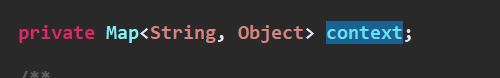 private Map<String, Object> context;
/**